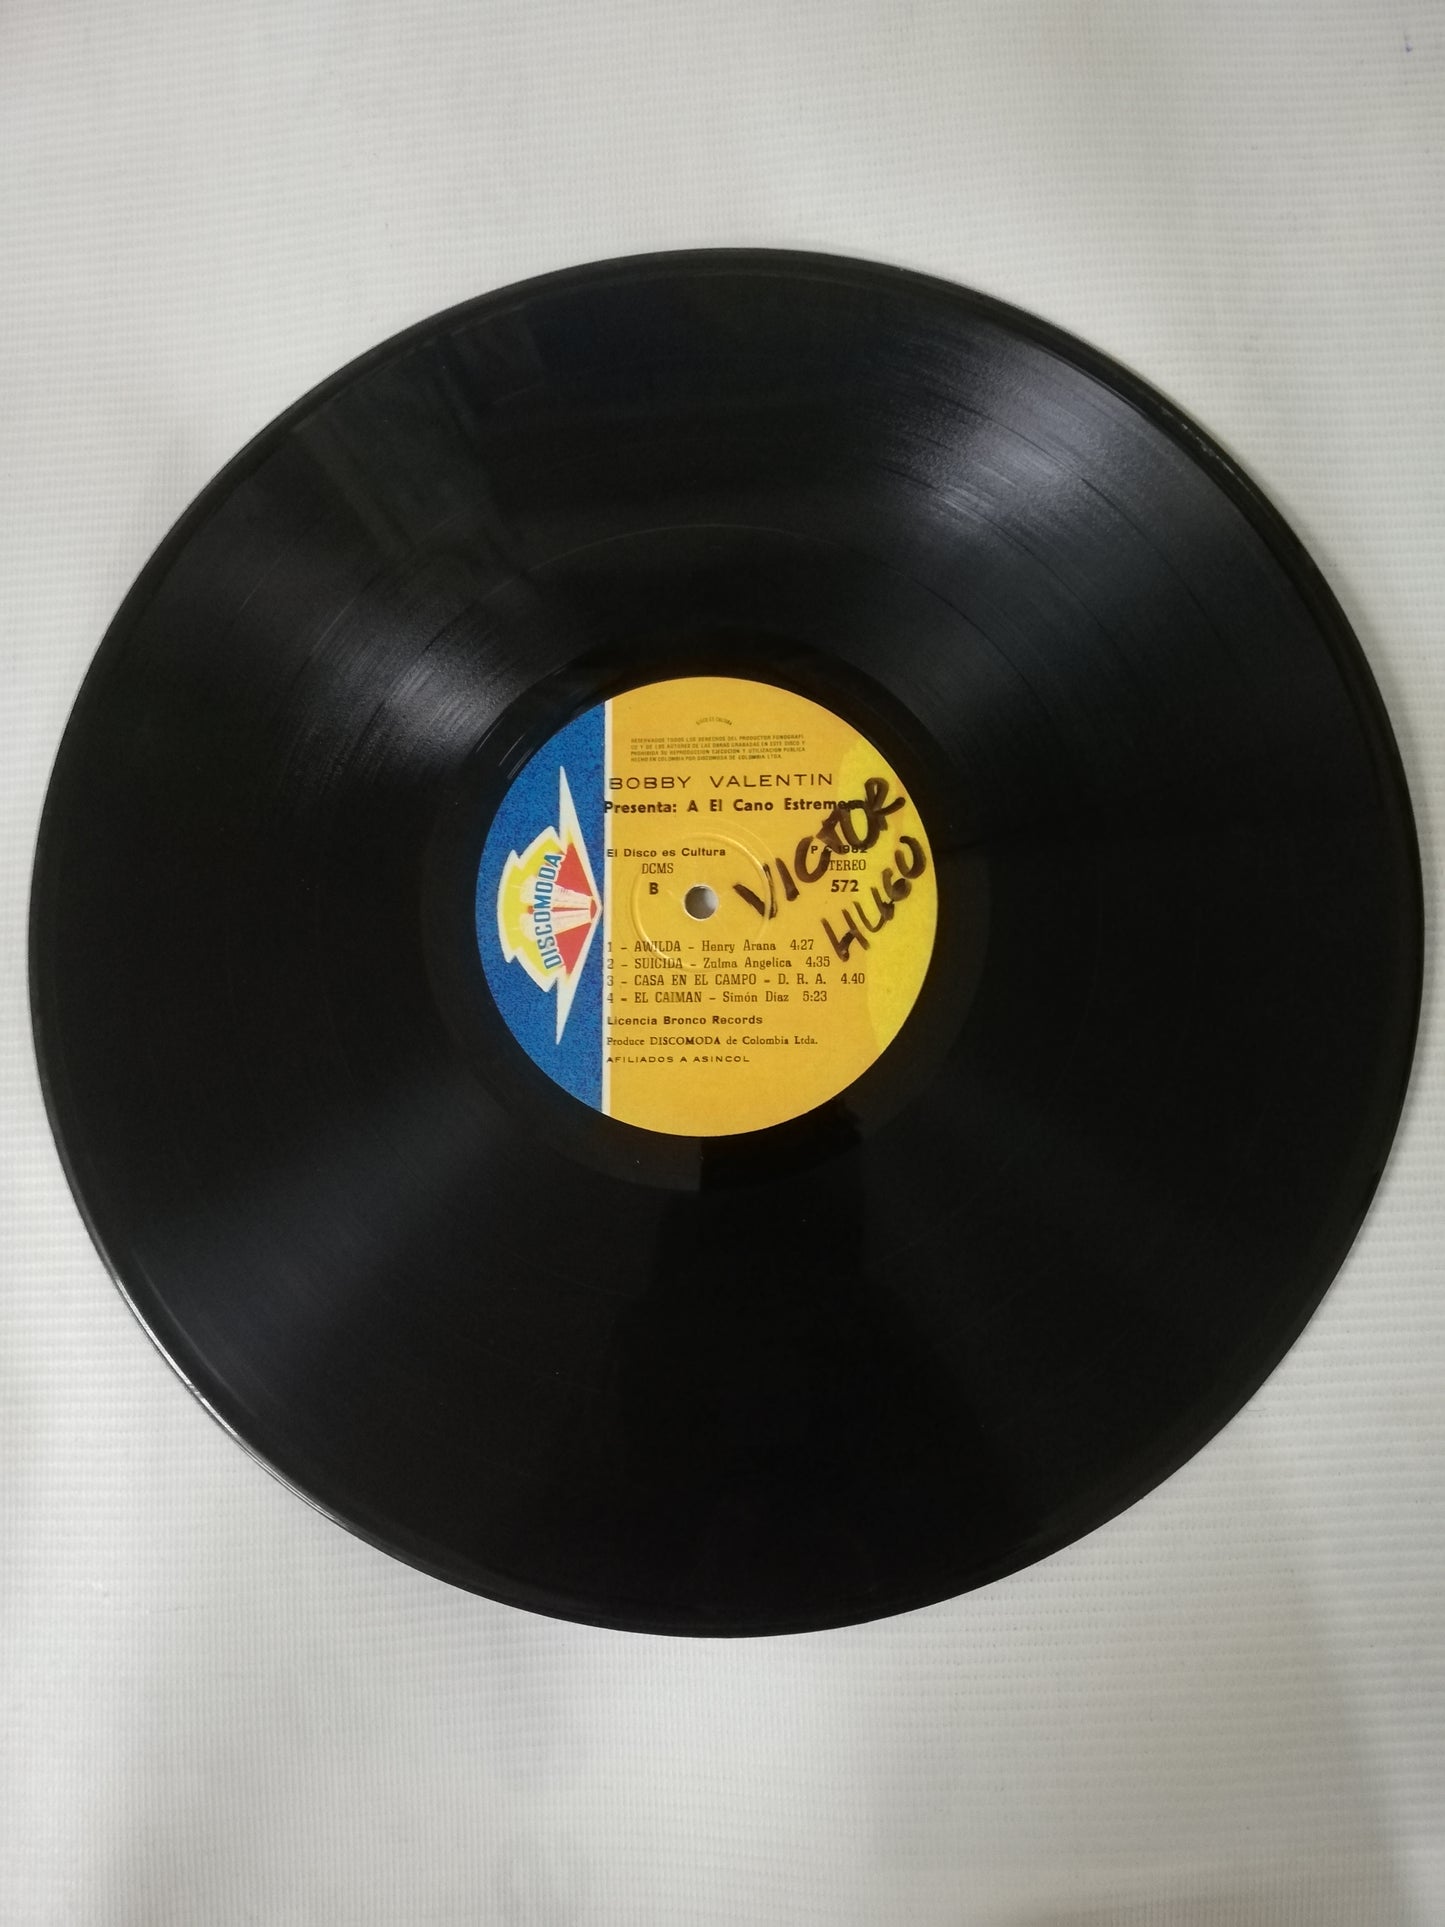 DISCO ES CULTURA
RESERVADOS TODOS LOS DERECHOS DEL PRODUCTOR FONOGRAFI-
CO Y DE LOS AUTORES DE LAS OBRAS GRABADAS EN ESTE DISCO Y
PROHIBIDA SU REPRODUCCION EJECUCION Y UTILIZACION PUBLICA
HECHO EN COLOMBIA POR DISCOMODA DE COLOMBIA LTDA.
BOBBY VALENTIN
Presenta: A El Cano Estremera
El Disco es Cultura P C 1982
DCMS STEREO
B 572
VICTOR
HUGO
DISCOMODA
1 - AWILDA - Henry Arana 4:27
2 - SUICIDA - Zulma Angelica 4:35
3 - CASA EN EL CAMPO - D. R. A. 4.40
4 - EL CAIMAN - Simón Díaz 5:23
Licencia Bronco Records
Produce DISCOMODA de Colombia Ltda.
AFILIADOS A ASINCOL